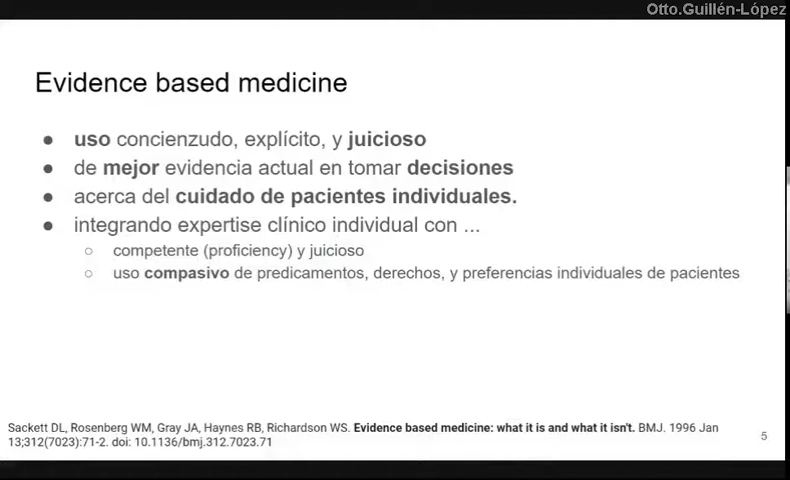 Otto.Guillén-López
Evidence based medicine
● uso concienzudo, explícito, y juicioso
● de mejor evidencia actual en tomar decisiones
● acerca del cuidado de pacientes individuales.
● integrando expertise clínico individual con ...
○ competente (proficiency) y juicioso
○ uso compasivo de predicamentos, derechos, y preferencias individuales de pacientes
Sackett DL, Rosenberg WM, Gray JA, Haynes RB, Richardson WS. Evidence based medicine: what it is and what it isn't. BMJ. 1996 Jan
13;312(7023):71-2. doi: 10.1136/bmj.312.7023.71
5